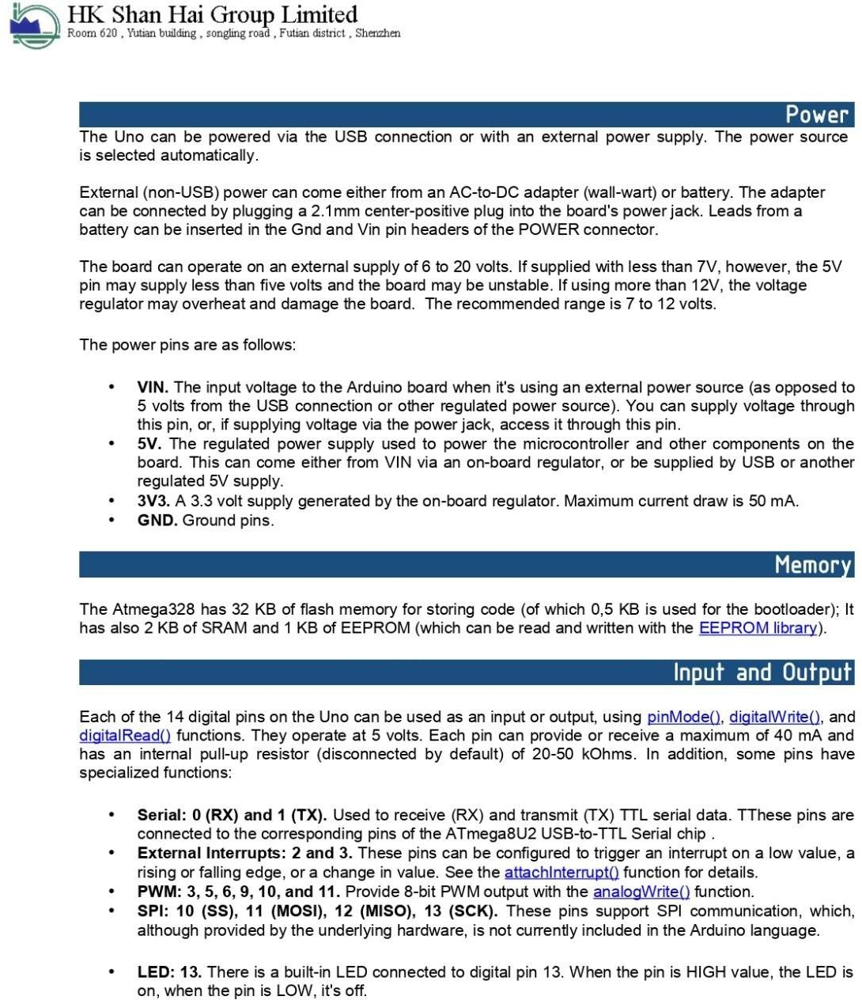 HK Shan Hai Group Limited
Room 620 , Yutian building , songling road , Futian district , Shenzhen
Power
The Uno can be powered via the USB connection or with an external power supply. The power source
is selected automatically.
External (non-USB) power can come either from an AC-to-DC adapter (wall-wart) or battery. The adapter
can be connected by plugging a 2.1mm center-positive plug into the board's power jack. Leads from a
battery can be inserted in the Gnd and Vin pin headers of the POWER connector.
The board can operate on an external supply of 6 to 20 volts. If supplied with less than 7V, however, the 5V
pin may supply less than five volts and the board may be unstable. If using more than 12V, the voltage
regulator may overheat and damage the board.  The recommended range is 7 to 12 volts.
The power pins are as follows:
• VIN. The input voltage to the Arduino board when it's using an external power source (as opposed to
5 volts from the USB connection or other regulated power source). You can supply voltage through
this pin, or, if supplying voltage via the power jack, access it through this pin.
• 5V. The regulated power supply used to power the microcontroller and other components on the
board. This can come either from VIN via an on-board regulator, or be supplied by USB or another
regulated 5V supply.
• 3V3. A 3.3 volt supply generated by the on-board regulator. Maximum current draw is 50 mA.
• GND. Ground pins.
Memory
The Atmega328 has 32 KB of flash memory for storing code (of which 0,5 KB is used for the bootloader); It
has also 2 KB of SRAM and 1 KB of EEPROM (which can be read and written with the EEPROM library).
Input and Output
Each of the 14 digital pins on the Uno can be used as an input or output, using pinMode(), digitalWrite(), and
digitalRead() functions. They operate at 5 volts. Each pin can provide or receive a maximum of 40 mA and
has an internal pull-up resistor (disconnected by default) of 20-50 kOhms. In addition, some pins have
specialized functions:
• Serial: 0 (RX) and 1 (TX). Used to receive (RX) and transmit (TX) TTL serial data. TThese pins are
connected to the corresponding pins of the ATmega8U2 USB-to-TTL Serial chip .
• External Interrupts: 2 and 3. These pins can be configured to trigger an interrupt on a low value, a
rising or falling edge, or a change in value. See the attachInterrupt() function for details.
• PWM: 3, 5, 6, 9, 10, and 11. Provide 8-bit PWM output with the analogWrite() function.
• SPI: 10 (SS), 11 (MOSI), 12 (MISO), 13 (SCK). These pins support SPI communication, which,
although provided by the underlying hardware, is not currently included in the Arduino language.
• LED: 13. There is a built-in LED connected to digital pin 13. When the pin is HIGH value, the LED is
on, when the pin is LOW, it's off.